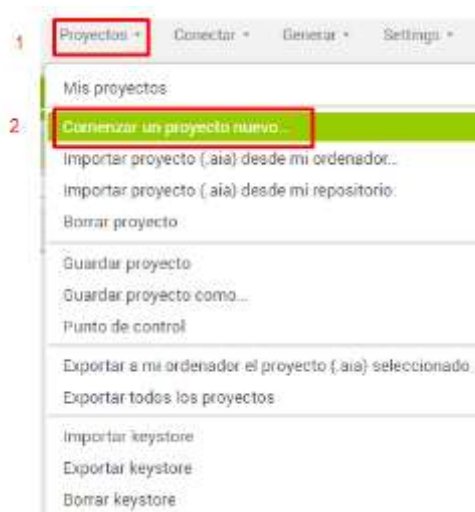 1 Proyectos Conectar Generar Settings
Mis proyectos
2 Comenzar un proyecto nuevo...
Importar proyecto (.aia) desde mi ordenador...
Importar proyecto (.aia) desde mi repositorio
Borrar proyecto
Guardar proyecto
Guardar proyecto como...
Punto de control
Exportar a mi ordenador el proyecto (.aia) seleccionado
Exportar todos los proyectos
Importar keystore
Exportar keystore
Borrar keystore